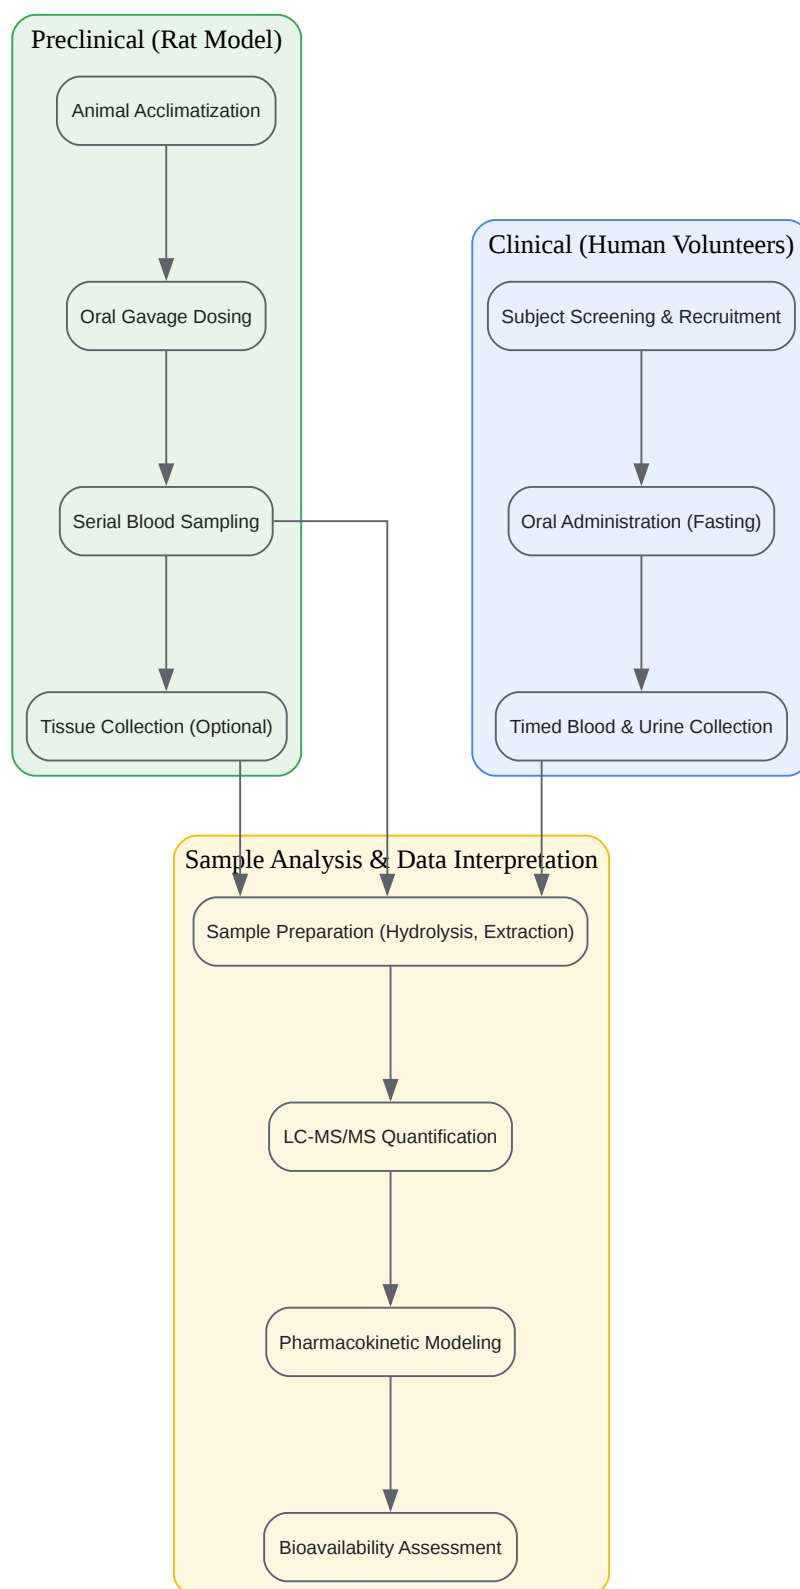 Preclinical (Rat Model)
Animal Acclimatization
Oral Gavage Dosing
Serial Blood Sampling
Tissue Collection (Optional)
Clinical (Human Volunteers)
Subject Screening & Recruitment
Oral Administration (Fasting)
Timed Blood & Urine Collection
Sample Analysis & Data Interpretation
Sample Preparation (Hydrolysis, Extraction)
LC-MS/MS Quantification
Pharmacokinetic Modeling
Bioavailability Assessment